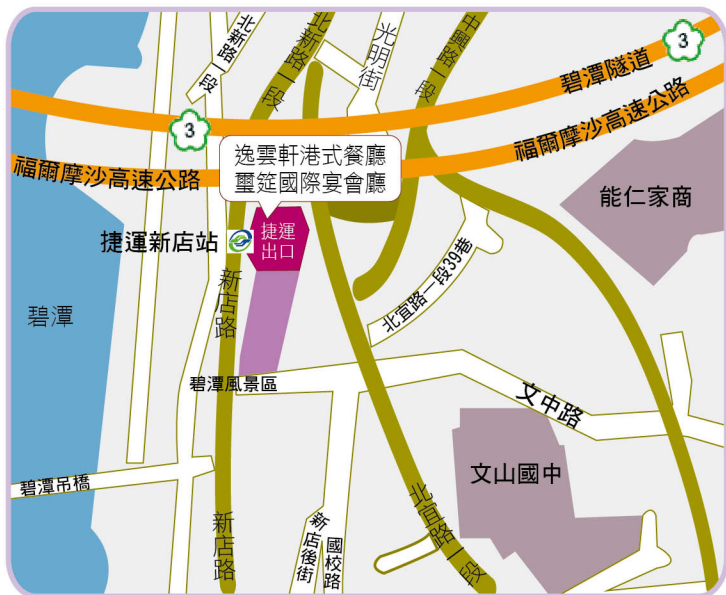 北新路一段
北新路一段
光明街
中興路一段
3
碧潭隧道
3
福爾摩沙高速公路
福爾摩沙高速公路
逸雲軒港式餐廳
璽筵國際宴會廳
能仁家商
捷運新店站
捷運
出口
北宜路一段39巷
新店路
碧潭
碧潭風景區
文中路
碧潭吊橋
文山國中
新店路
新店後街
國校路
北宜路一段